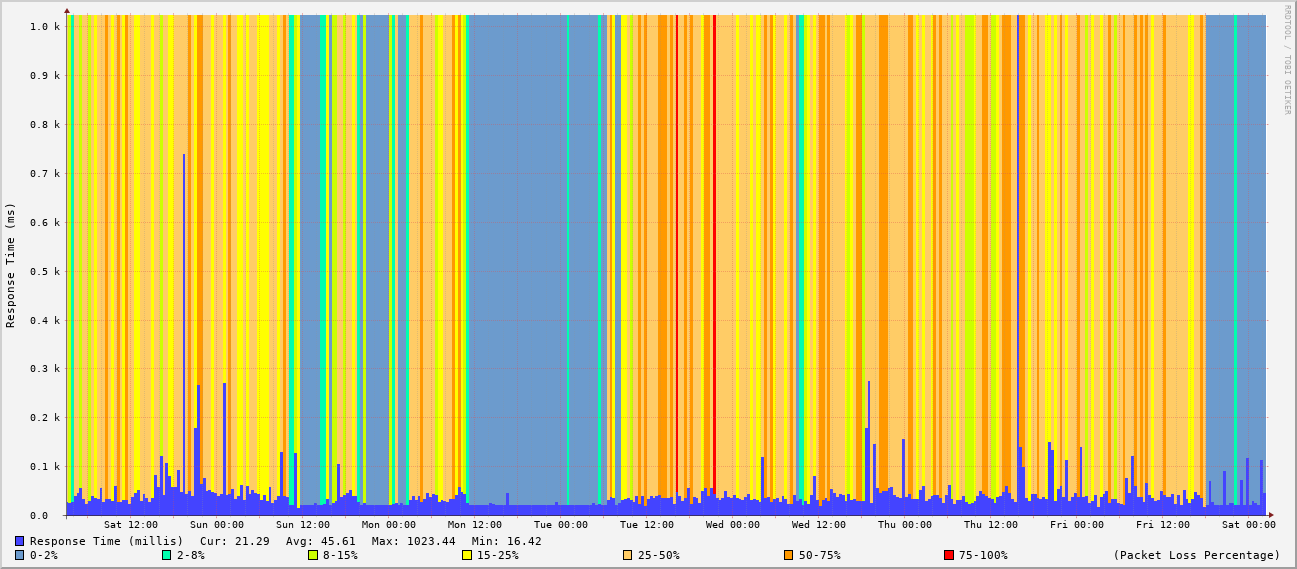 1.0 k
0.9 k
0.8 k
0.7 k
0.6 k
0.5 k
0.4 k
0.3 k
0.2 k
0.1 k
0.0
Response Time (ms)
RRDTOOL / TOBI OETIKER
Sat 12:00 Sun 00:00 Sun 12:00 Mon 00:00 Mon 12:00 Tue 00:00 Tue 12:00 Wed 00:00 Wed 12:00 Thu 00:00 Thu 12:00 Fri 00:00 Fri 12:00 Sat 00:00
Response Time (millis) Cur: 21.29 Avg: 45.61 Max: 1023.44 Min: 16.42
0-2% 2-8% 8-15% 15-25% 25-50% 50-75% 75-100% (Packet Loss Percentage)